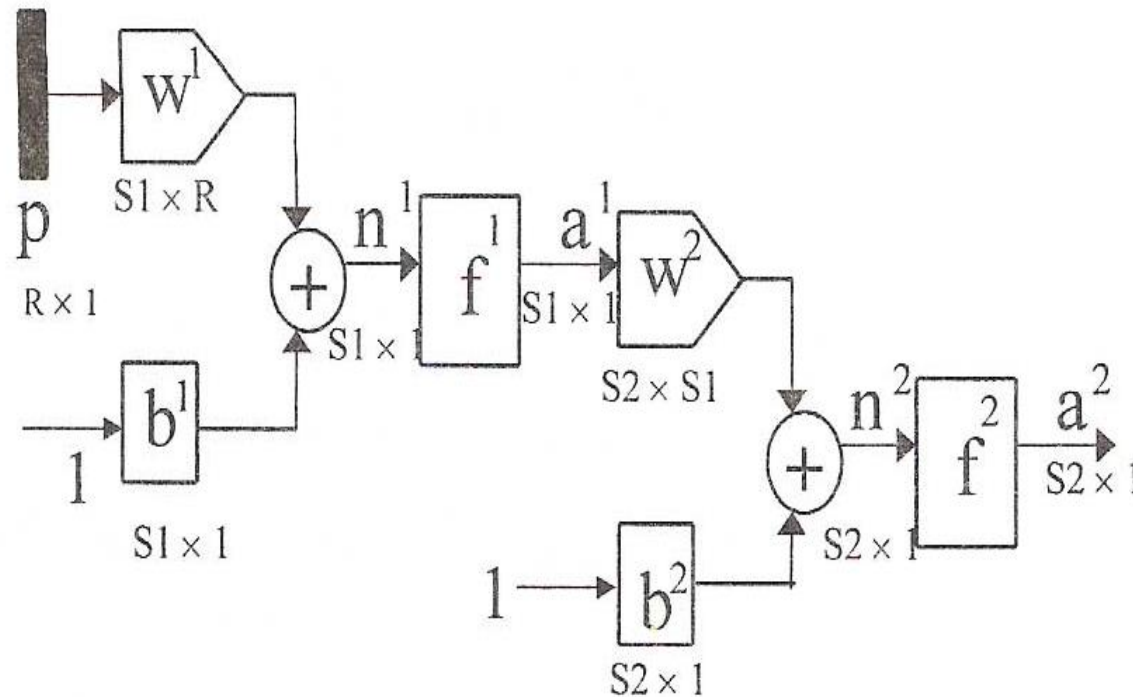 W¹
S1 × R
p
R × 1
b¹
1
S1 × 1
+
n¹
S1 × 1
f¹
a¹
S1 × 1
W²
S2 × S1
+
n²
S2 × 1
f²
a²
S2 × 1
1
b²
S2 × 1